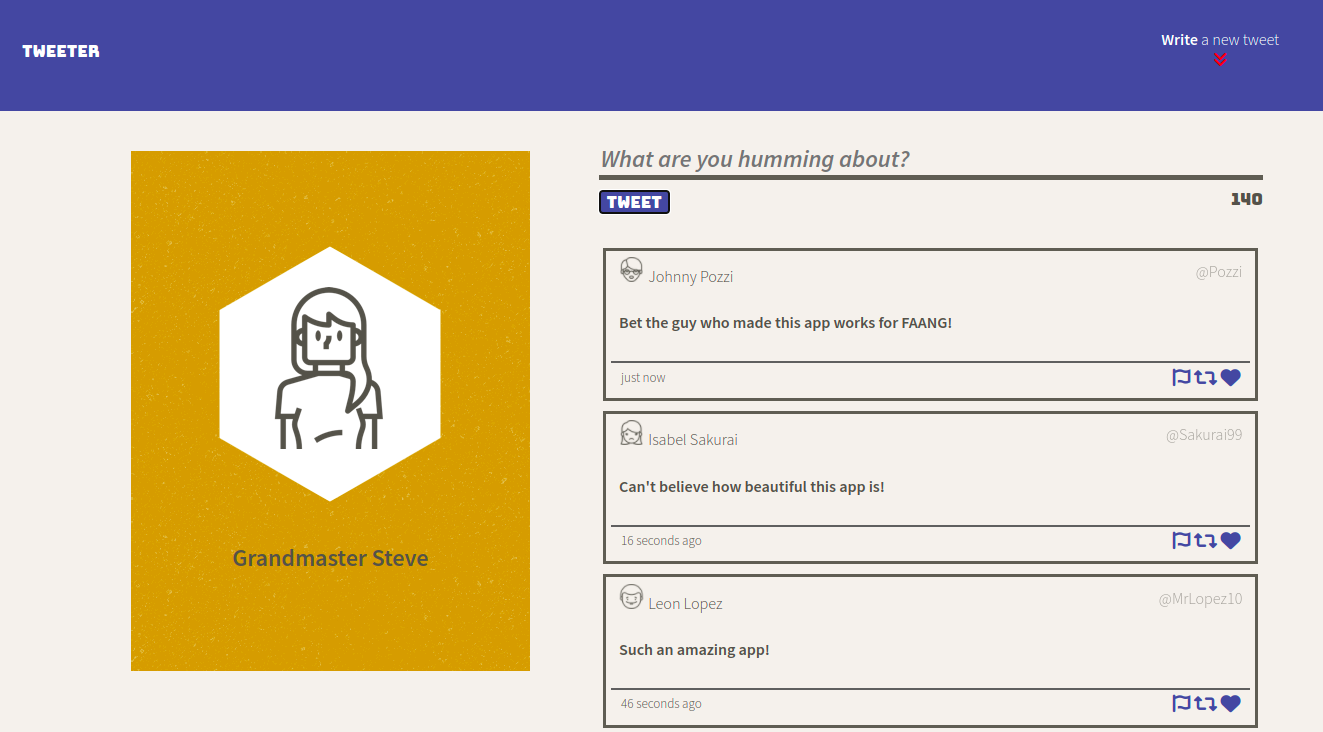 TWEETER
Write a new tweet
Grandmaster Steve
What are you humming about?
TWEET
140
Johnny Pozzi
@Pozzi
Bet the guy who made this app works for FAANG!
just now
Isabel Sakurai
@Sakurai99
Can't believe how beautiful this app is!
16 seconds ago
Leon Lopez
@MrLopez10
Such an amazing app!
46 seconds ago